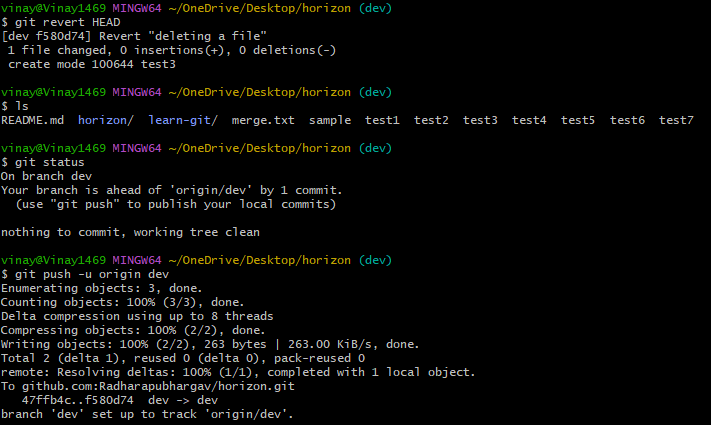 vinay@Vinay1469 MINGW64 ~/OneDrive/Desktop/horizon (dev)
$ git revert HEAD
[dev f580d74] Revert "deleting a file"
 1 file changed, 0 insertions(+), 0 deletions(-)
 create mode 100644 test3

vinay@Vinay1469 MINGW64 ~/OneDrive/Desktop/horizon (dev)
$ ls
README.md  horizon/  learn-git/  merge.txt  sample  test1  test2  test3  test4  test5  test6  test7

vinay@Vinay1469 MINGW64 ~/OneDrive/Desktop/horizon (dev)
$ git status
On branch dev
Your branch is ahead of 'origin/dev' by 1 commit.
  (use "git push" to publish your local commits)

nothing to commit, working tree clean

vinay@Vinay1469 MINGW64 ~/OneDrive/Desktop/horizon (dev)
$ git push -u origin dev
Enumerating objects: 3, done.
Counting objects: 100% (3/3), done.
Delta compression using up to 8 threads
Compressing objects: 100% (2/2), done.
Writing objects: 100% (2/2), 263 bytes | 263.00 KiB/s, done.
Total 2 (delta 1), reused 0 (delta 0), pack-reused 0
remote: Resolving deltas: 100% (1/1), completed with 1 local object.
To github.com:Radharapubhargav/horizon.git
   47ffb4c..f580d74  dev -> dev
branch 'dev' set up to track 'origin/dev'.